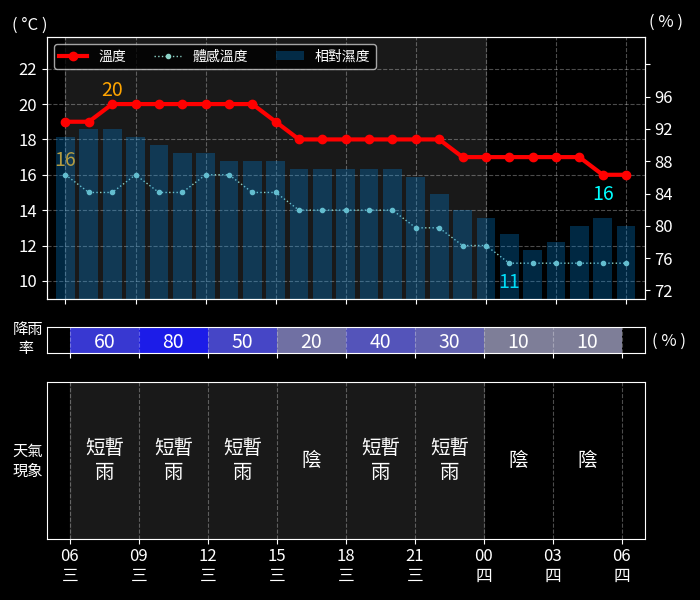 ( °C )
( % )
溫度 體感溫度 相對濕度
22
20
18
16
14
12
10
96
92
88
84
80
76
72
20
16
16
11
降雨
率
60 80 50 20 40 30 10 10
( % )
天氣
現象
短暫
雨
短暫
雨
短暫
雨
陰
短暫
雨
短暫
雨
陰
陰
06 09 12 15 18 21 00 03 06
三 三 三 三 三 三 四 四 四